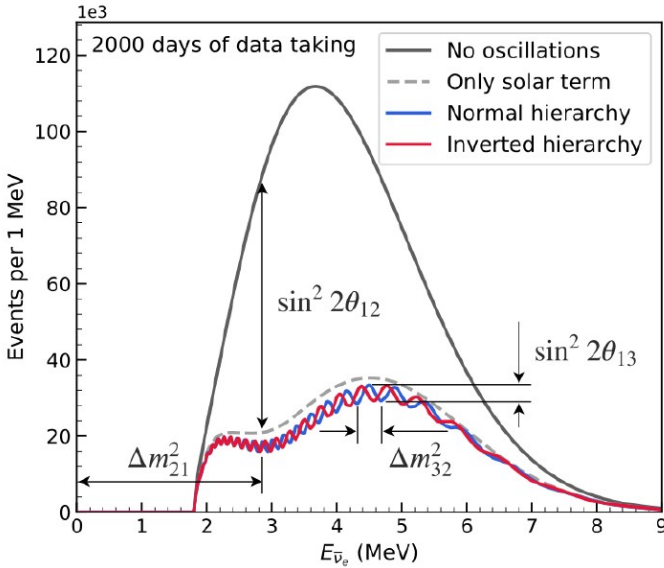 1e3
2000 days of data taking
No oscillations
Only solar term
Normal hierarchy
Inverted hierarchy
120
100
80
60
40
20
0
Events per 1 MeV
sin² 2θ₁₂
sin² 2θ₁₃
Δm²₂₁
Δm²₃₂
0 1 2 3 4 5 6 7 8 9
E_ν̄ₑ (MeV)